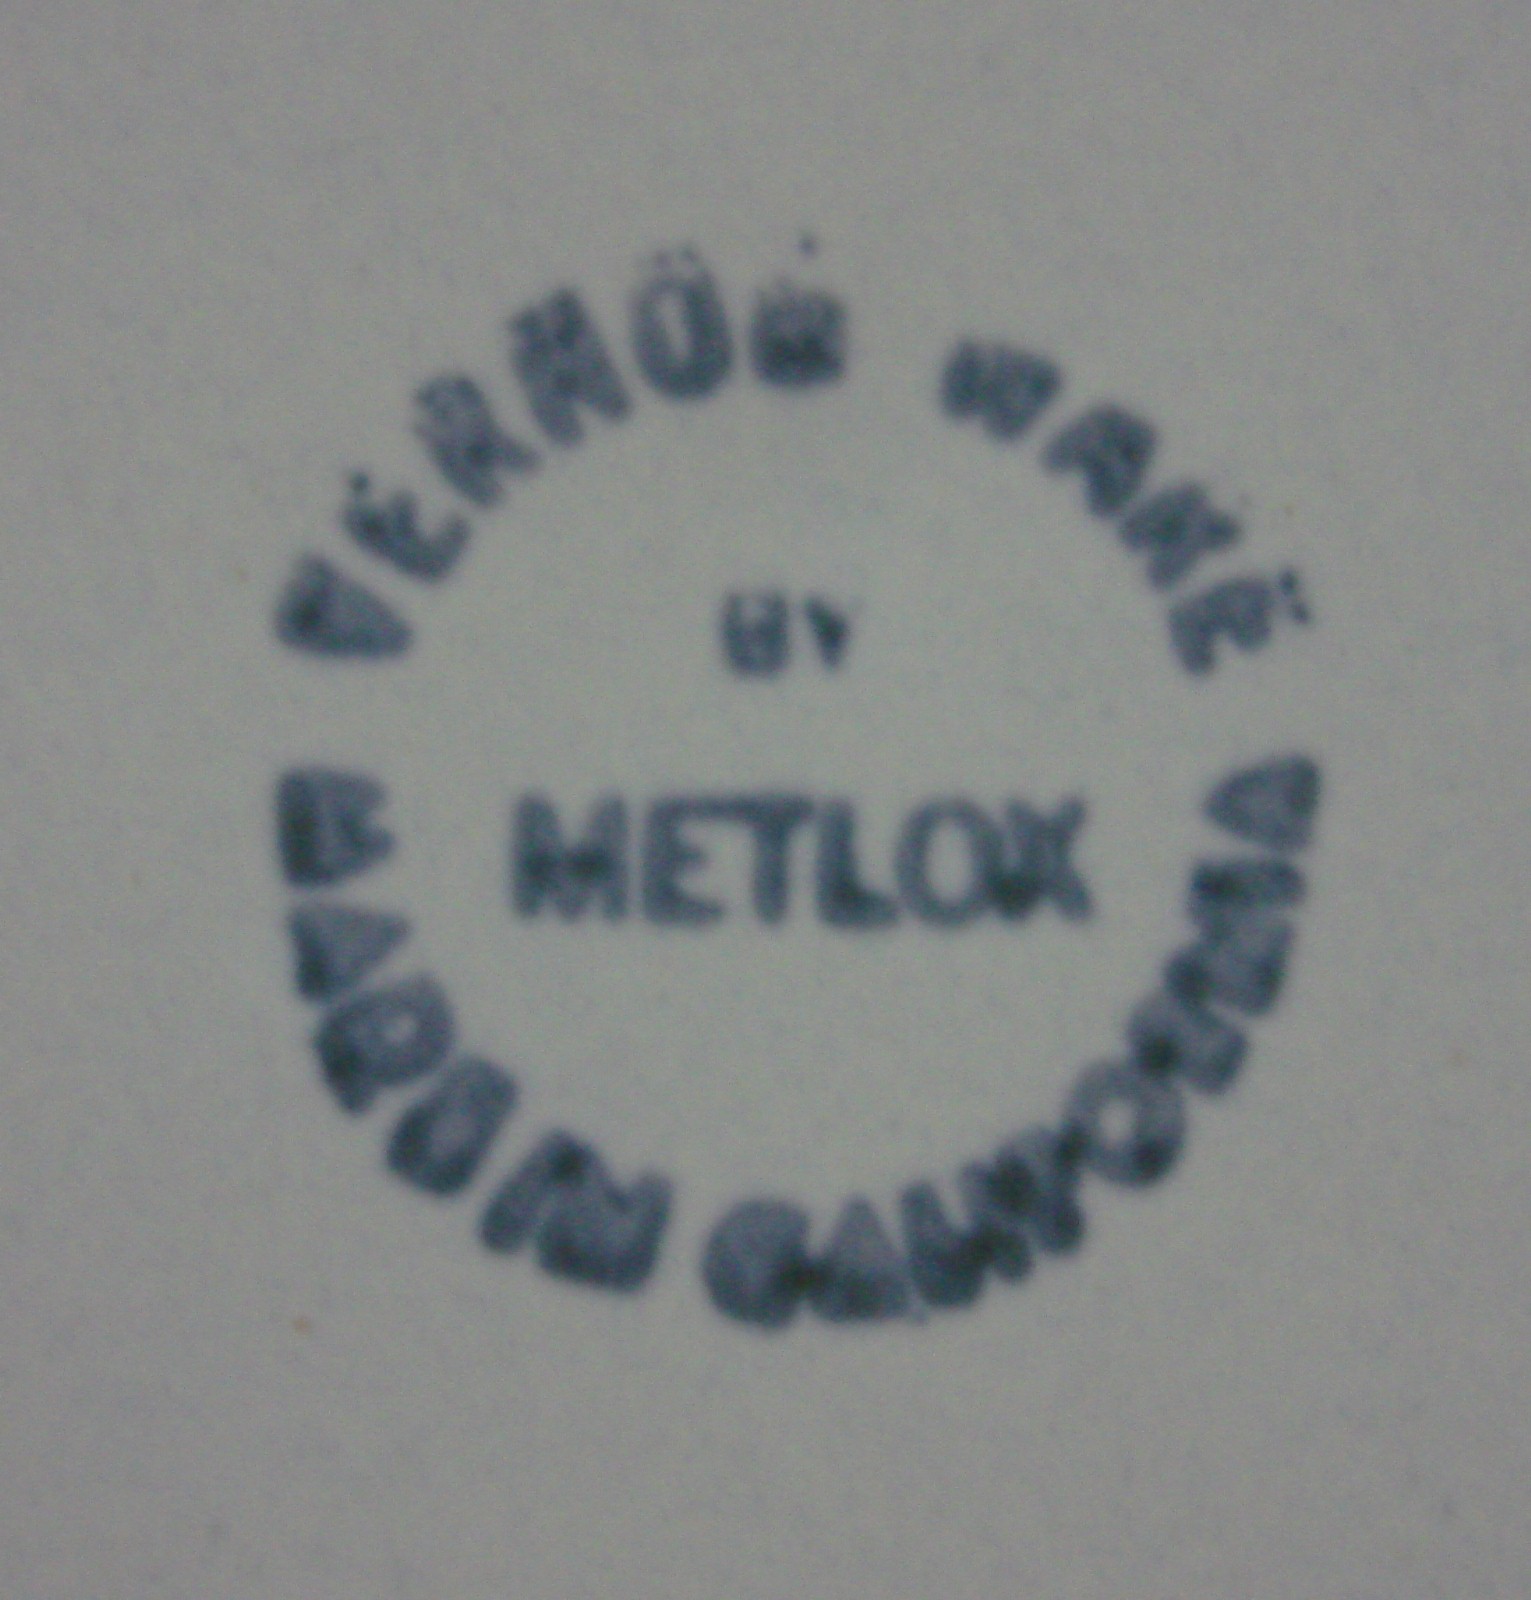 VERNON WARE
BY
METLOX
MADE IN CALIFORNIA